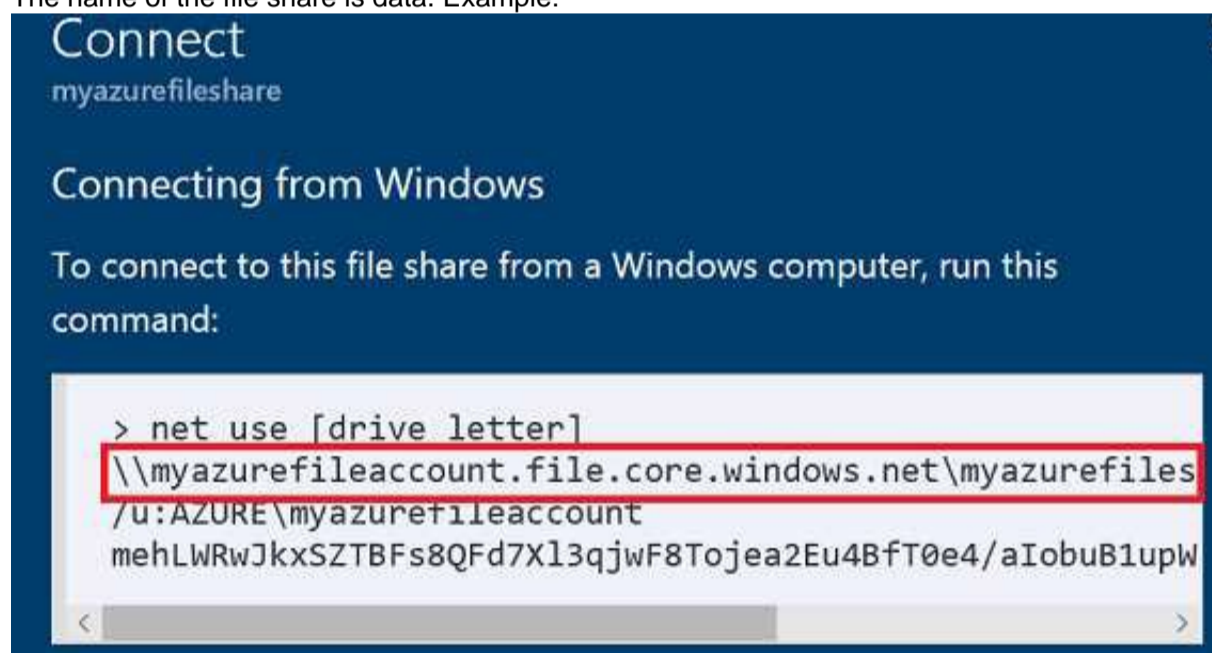 The name of the file share is data. Example:
Connect
myazurefileshare
Connecting from Windows
To connect to this file share from a Windows computer, run this
command:
> net use [drive letter]
\\myazurefileaccount.file.core.windows.net\myazurefiles
/u:AZURE\myazurefileaccount
mehLWRwJkxSZTBFs8QFd7Xl3qjwF8Tojea2Eu4BfT0e4/aIobuB1upW
< >